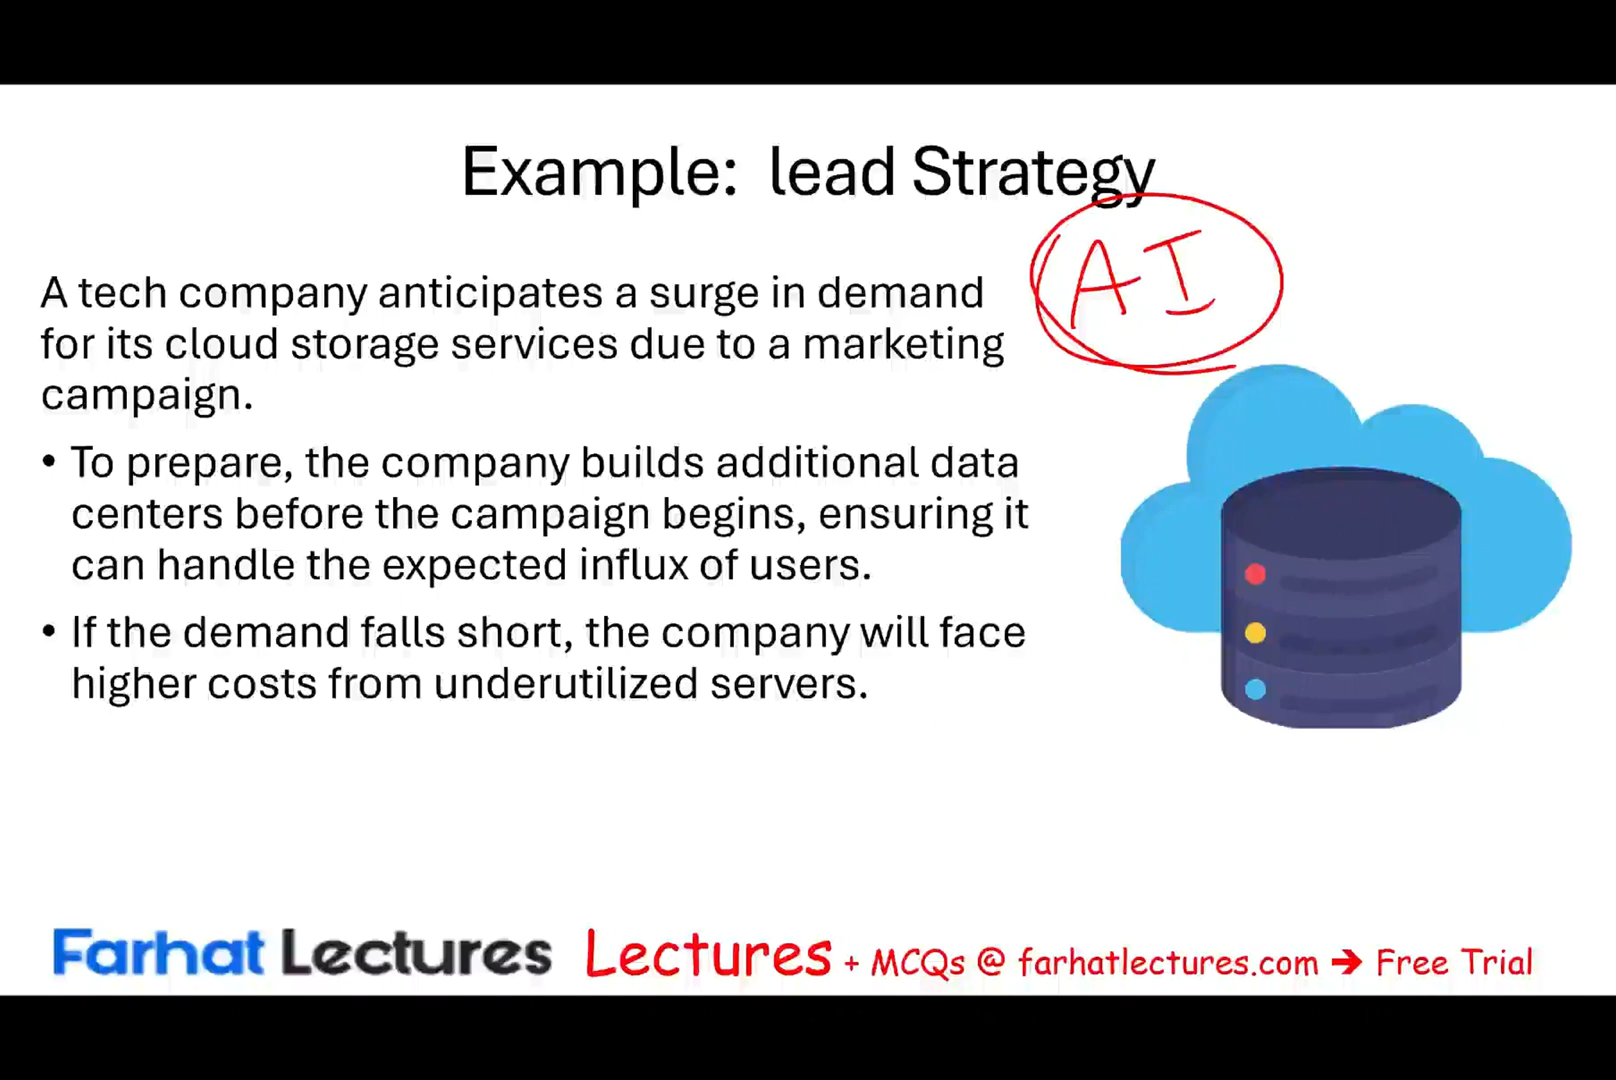 Example: lead Strategy
AI
A tech company anticipates a surge in demand
for its cloud storage services due to a marketing
campaign.
• To prepare, the company builds additional data
centers before the campaign begins, ensuring it
can handle the expected influx of users.
• If the demand falls short, the company will face
higher costs from underutilized servers.
Farhat Lectures Lectures + MCQs @ farhatlectures.com → Free Trial